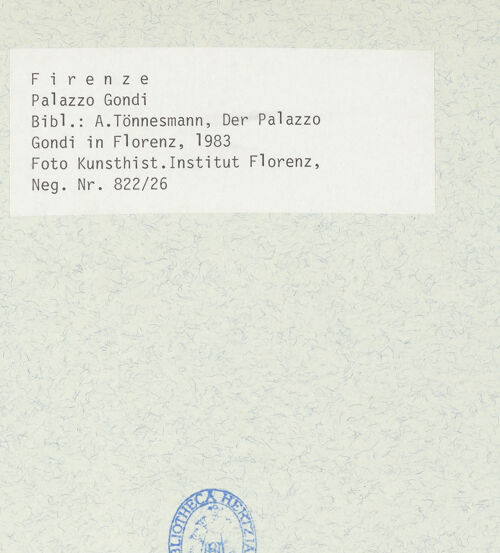 F i r e n z e
Palazzo Gondi
Bibl.: A.Tönnesmann, Der Palazzo
Gondi in Florenz, 1983
Foto Kunsthist.Institut Florenz,
Neg. Nr. 822/26
BIBLIOTHECA HERTZIA